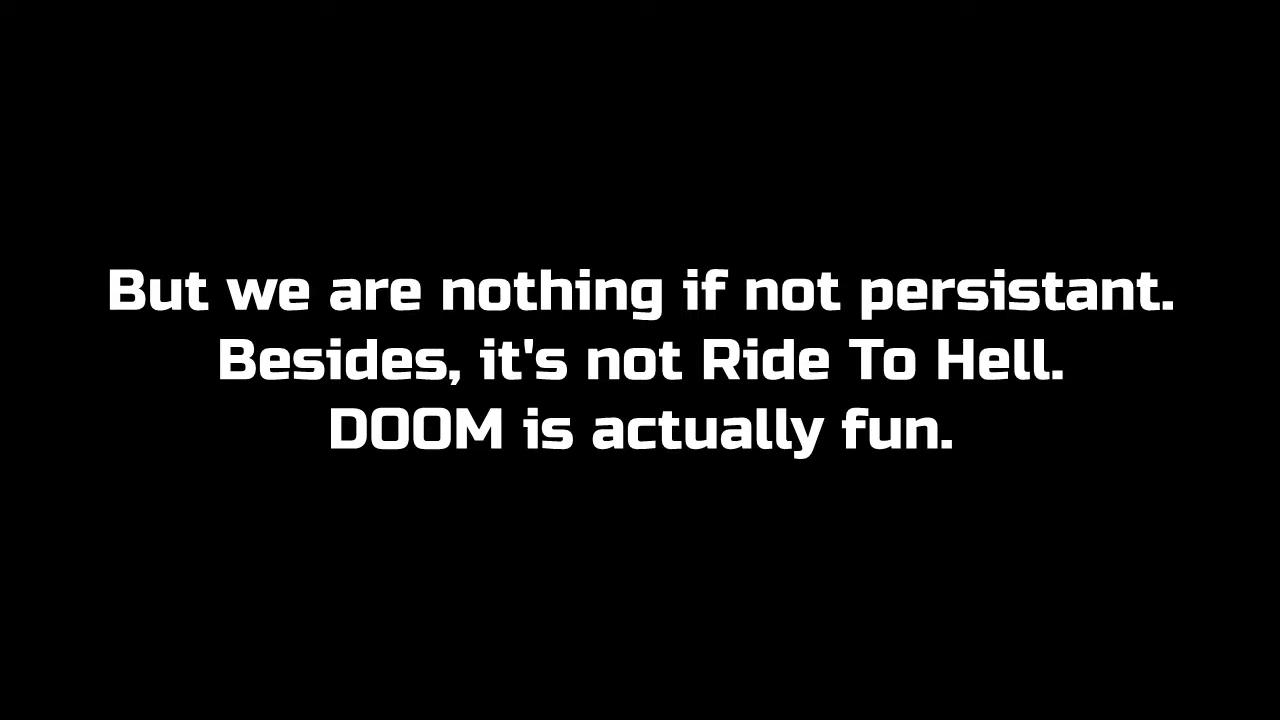 But we are nothing if not persistant.
Besides, it's not Ride To Hell.
DOOM is actually fun.